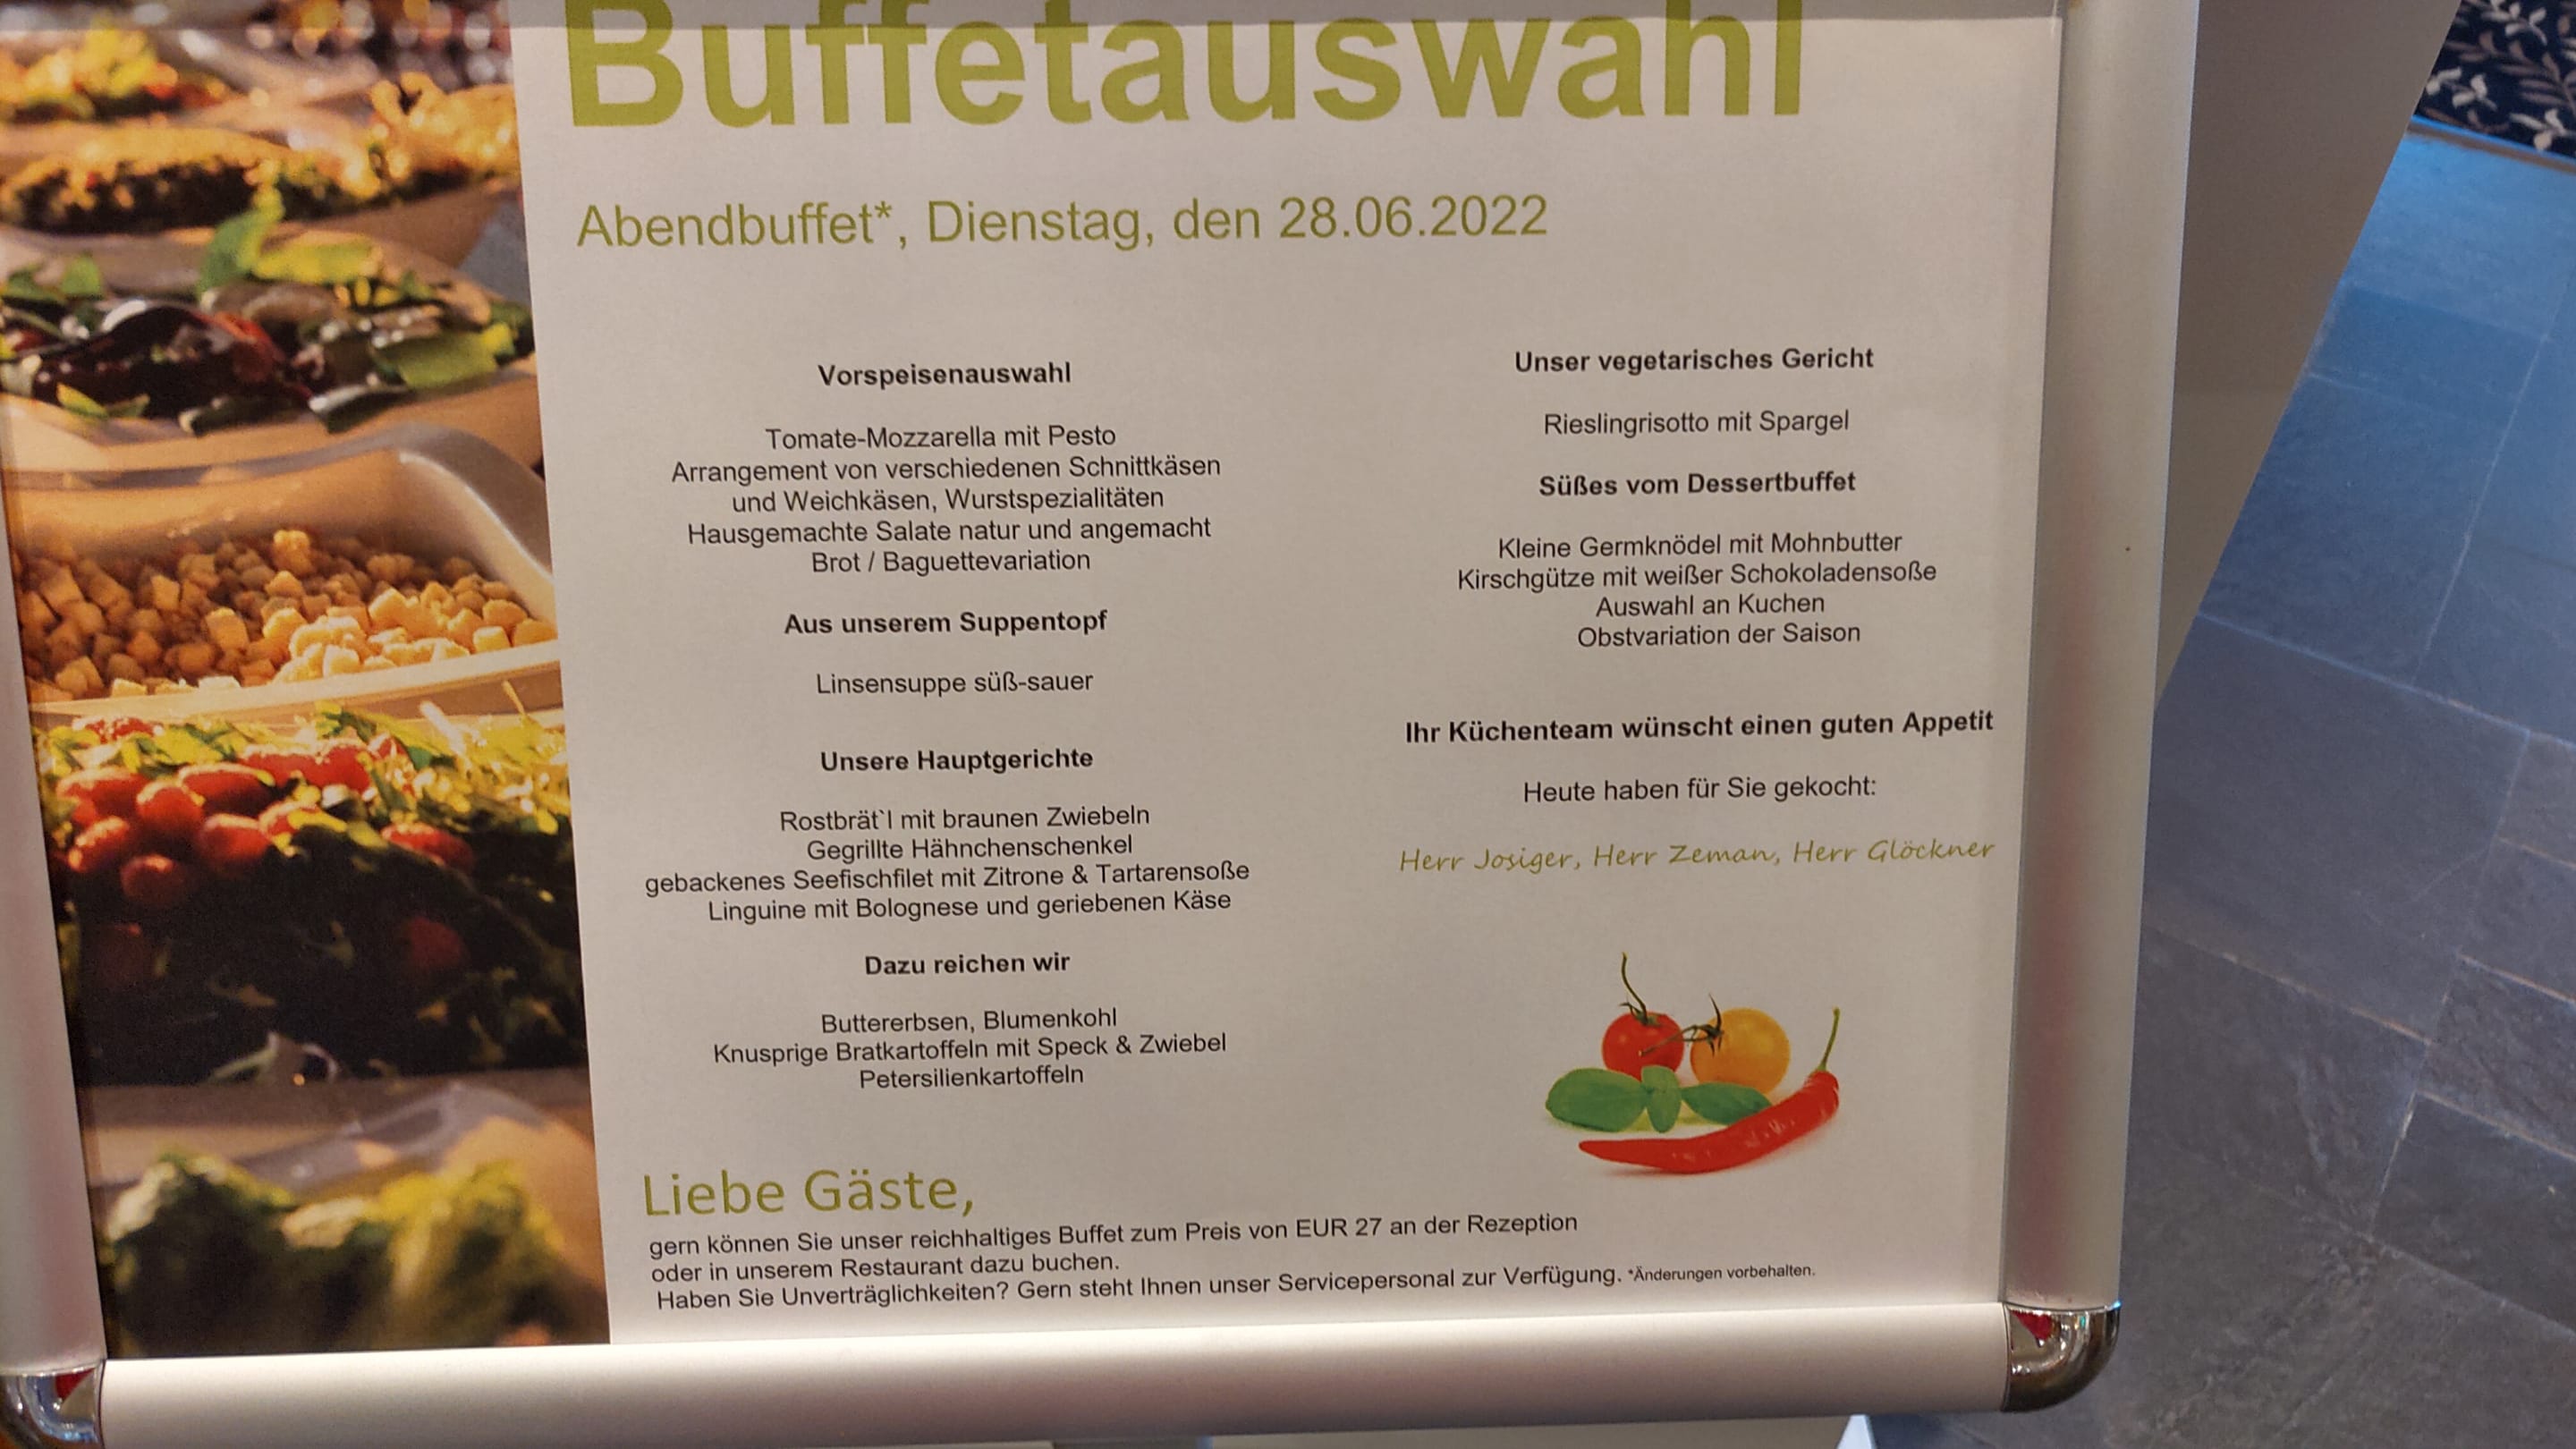 Buffetauswahl
Abendbuffet*, Dienstag, den 28.06.2022
Vorspeisenauswahl
Tomate-Mozzarella mit Pesto
Arrangement von verschiedenen Schnittkäsen
und Weichkäsen, Wurstspezialitäten
Hausgemachte Salate natur und angemacht
Brot / Baguettevariation
Aus unserem Suppentopf
Linsensuppe süß-sauer
Unsere Hauptgerichte
Rostbrät`l mit braunen Zwiebeln
Gegrillte Hähnchenschenkel
gebackenes Seefischfilet mit Zitrone & Tartarensoße
Linguine mit Bolognese und geriebenen Käse
Dazu reichen wir
Buttererbsen, Blumenkohl
Knusprige Bratkartoffeln mit Speck & Zwiebel
Petersilienkartoffeln
Unser vegetarisches Gericht
Rieslingrisotto mit Spargel
Süßes vom Dessertbuffet
Kleine Germknödel mit Mohnbutter
Kirschgütze mit weißer Schokoladensoße
Auswahl an Kuchen
Obstvariation der Saison
Ihr Küchenteam wünscht einen guten Appetit
Heute haben für Sie gekocht:
Herr Josiger, Herr Zeman, Herr Glöckner
Liebe Gäste,
gern können Sie unser reichhaltiges Buffet zum Preis von EUR 27 an der Rezeption
oder in unserem Restaurant dazu buchen.
Haben Sie Unverträglichkeiten? Gern steht Ihnen unser Servicepersonal zur Verfügung. *Änderungen vorbehalten.